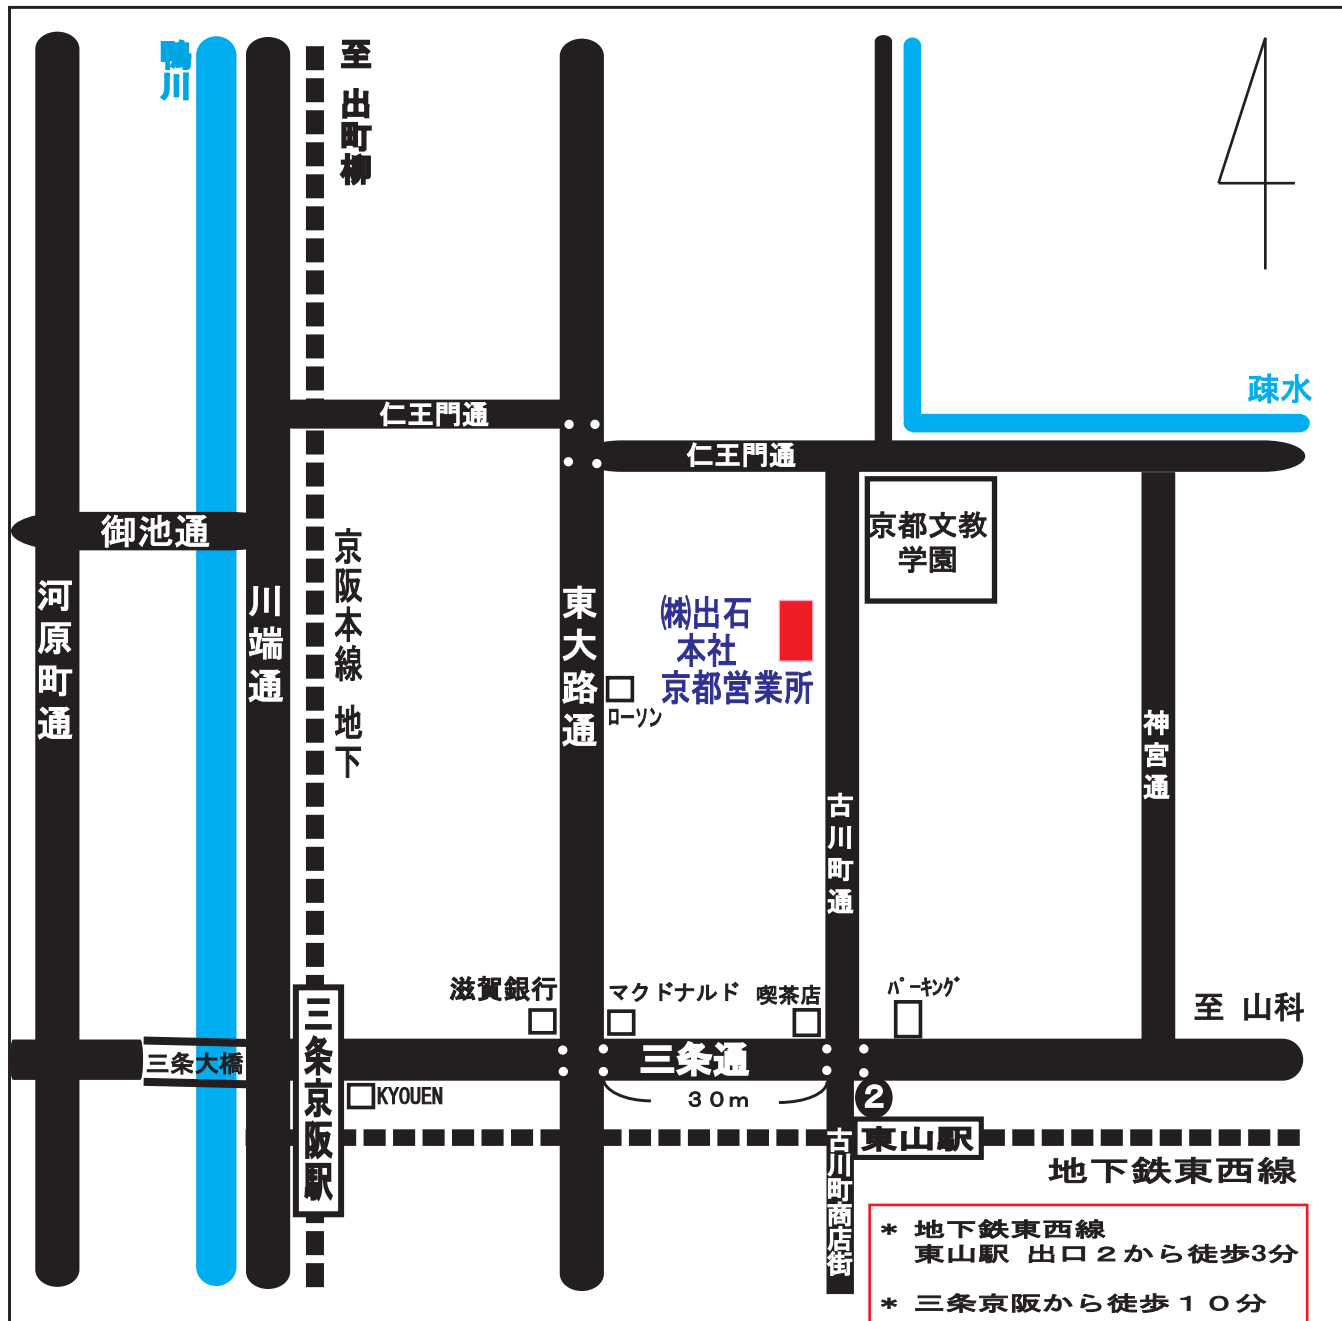 鴨川
至 出町柳
疎水
仁王門通
仁王門通
御池通
京都文教
学園
河原町通
川端通
京阪本線 地下
東大路通
㈱出石
本社
京都営業所
ローソン
神宮通
古川町通
滋賀銀行
マクドナルド
喫茶店
パーキング
至 山科
三条大橋
三条京阪駅
三条通
KYOUEN
30m
2
東山駅
古川町商店街
地下鉄東西線
* 地下鉄東西線
東山駅 出口2から徒歩3分
* 三条京阪から徒歩10分